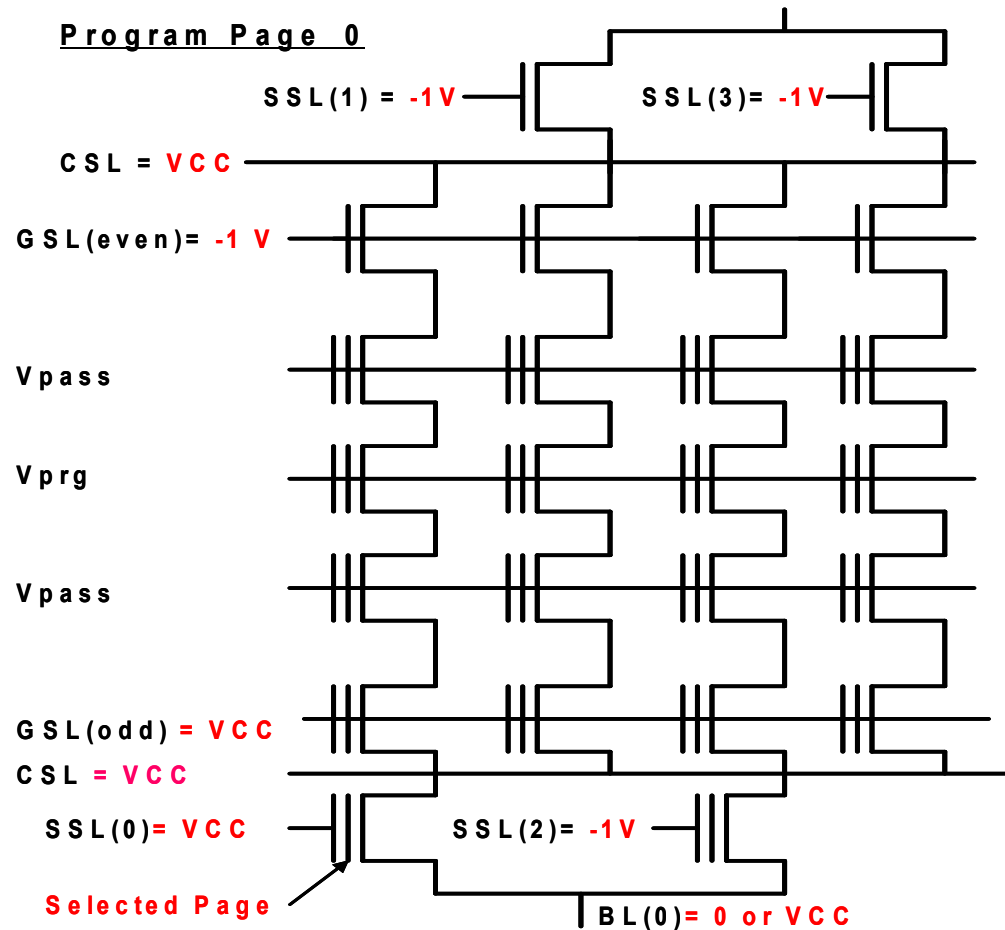 Program Page 0
SSL(1) = -1V
SSL(3)= -1V
CSL = VCC
GSL(even)= -1 V
Vpass
Vprg
Vpass
GSL(odd) = VCC
CSL = VCC
SSL(0)= VCC
SSL(2)= -1V
Selected Page
BL(0)= 0 or VCC